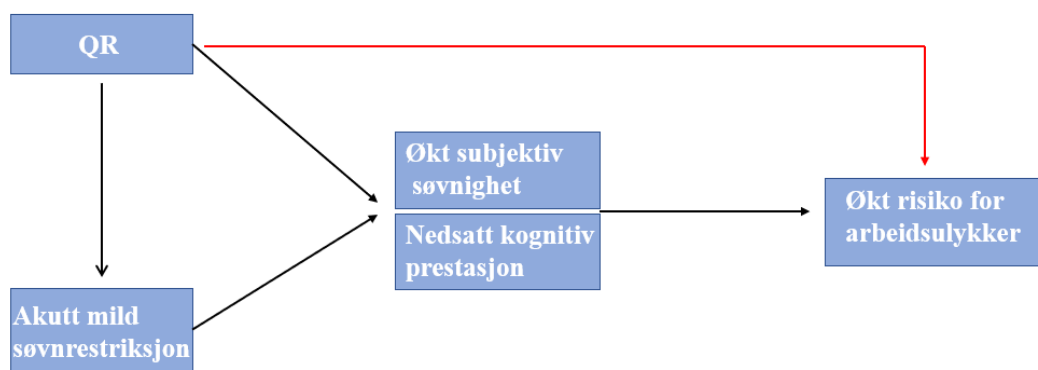 QR
Økt subjektiv
søvnighet
Nedsatt kognitiv
prestasjon
Økt risiko for
arbeidsulykker
Akutt mild
søvnrestriksjon